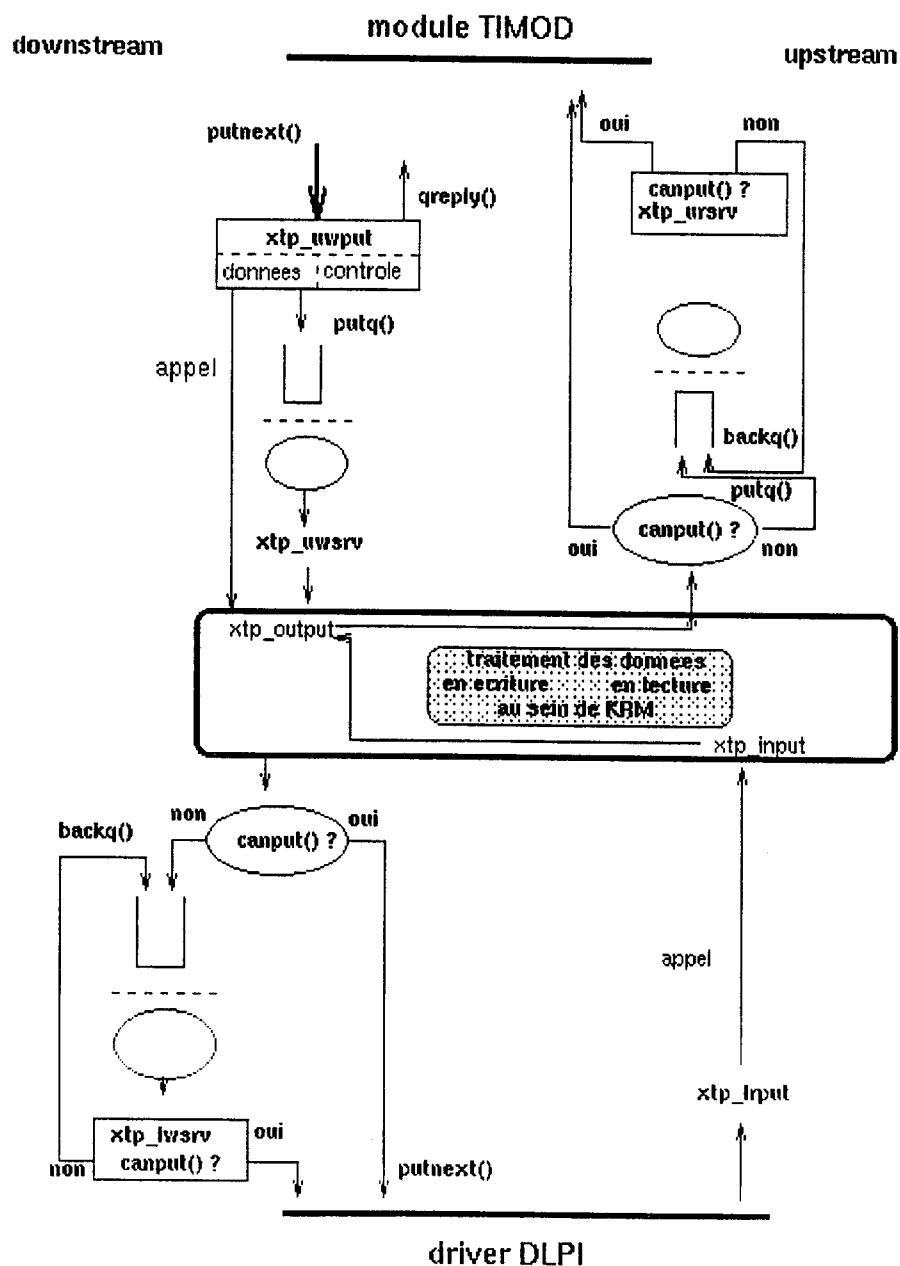 module TIMOD
downstream
upstream
putnext()
qreply()
xtp_uwput
donnees
controle
putq()
appel
xtp_uwsrv
oui
non
canput() ?
xtp_ursrv
backq()
putq()
canput() ?
oui
non
xtp_output
traitement des donnees
en ecriture en lecture
au sein de KRM
xtp_input
non
oui
backq()
canput() ?
appel
xtp_input
xtp_lwsrv
canput() ?
oui
non
putnext()
driver DLPI